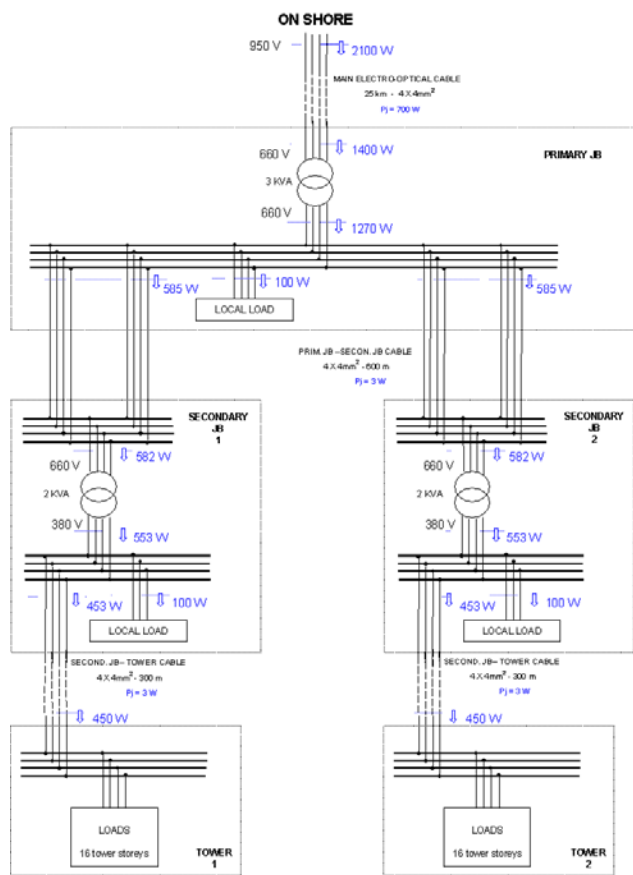 ON SHORE
950 V
2100 W
MAIN ELECTRO-OPTICAL CABLE
25 km - 4 X 4mm²
Pj = 700 W
660 V
1400 W
PRIMARY JB
3 KVA
660 V
1270 W
585 W
100 W
585 W
LOCAL LOAD
PRIM. JB – SECON. JB CABLE
4 X 4mm² - 600 m
Pj = 3 W
SECONDARY
JB
1
SECONDARY
JB
2
660 V
582 W
660 V
582 W
2 KVA
2 KVA
380 V
553 W
380 V
553 W
453 W
100 W
453 W
100 W
LOCAL LOAD
LOCAL LOAD
SECOND. JB – TOWER CABLE
4 X 4mm² - 300 m
Pj = 3 W
SECOND. JB – TOWER CABLE
4 X 4mm² - 300 m
Pj = 3 W
450 W
450 W
LOADS
16 tower storeys
LOADS
16 tower storeys
TOWER
1
TOWER
2